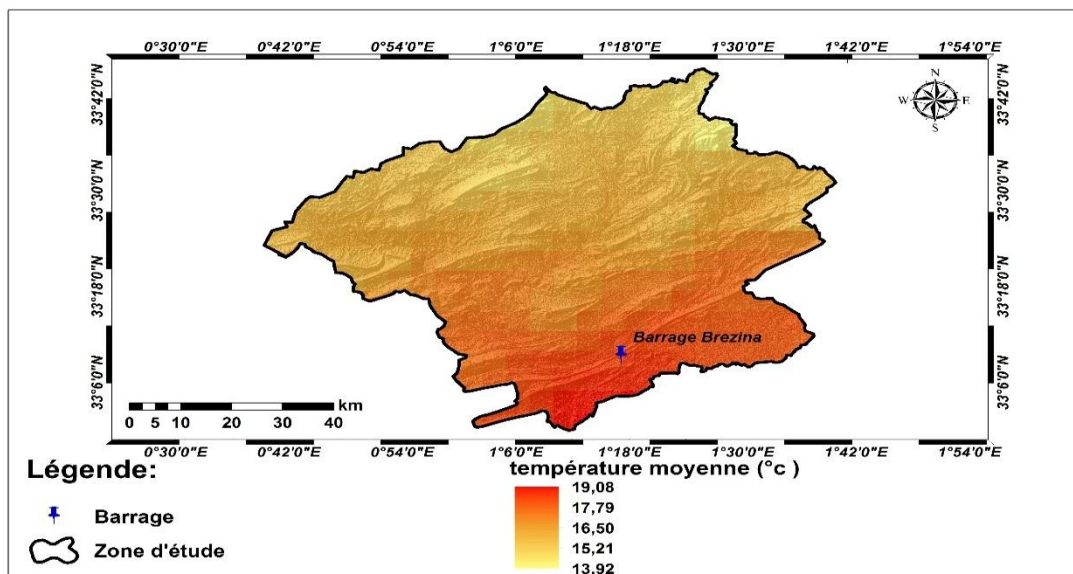 0°30'0"E 0°42'0"E 0°54'0"E 1°6'0"E 1°18'0"E 1°30'0"E 1°42'0"E 1°54'0"E
33°42'0"N 33°42'0"N
N
W E
S
33°30'0"N 33°30'0"N
33°18'0"N 33°18'0"N
Barrage Brezina
33°6'0"N 33°6'0"N
km
0 5 10 20 30 40
0°30'0"E 0°42'0"E 0°54'0"E 1°6'0"E 1°18'0"E 1°30'0"E 1°42'0"E 1°54'0"E
Légende:
température moyenne (°c )
Barrage
Zone d'étude
19,08
17,79
16,50
15,21
13,92